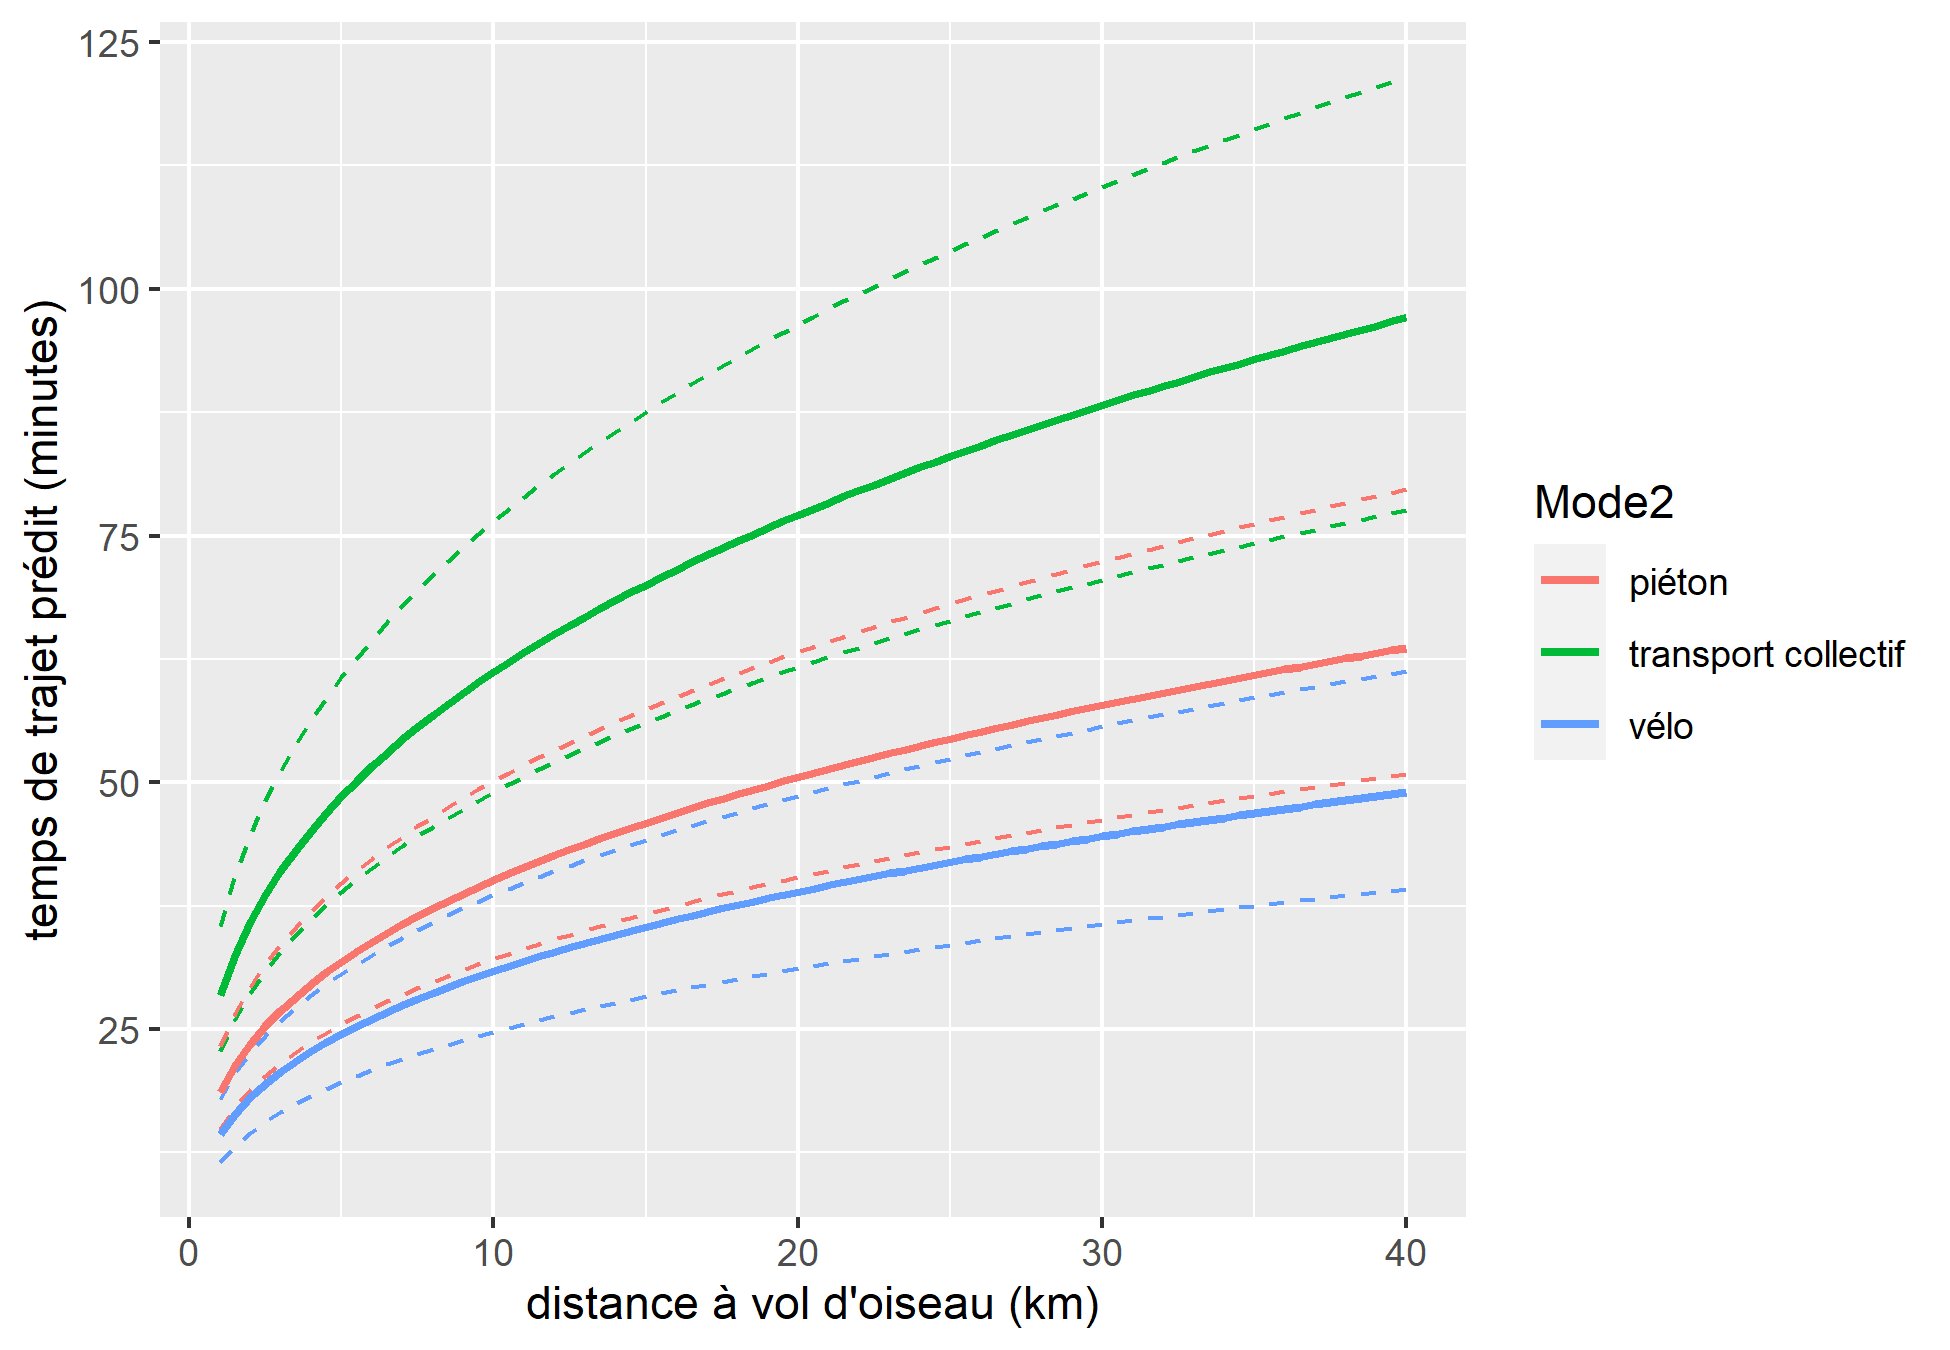 temps de trajet prédit (minutes)
125
100
75
50
25
0 10 20 30 40
distance à vol d'oiseau (km)
Mode2
piéton
transport collectif
vélo